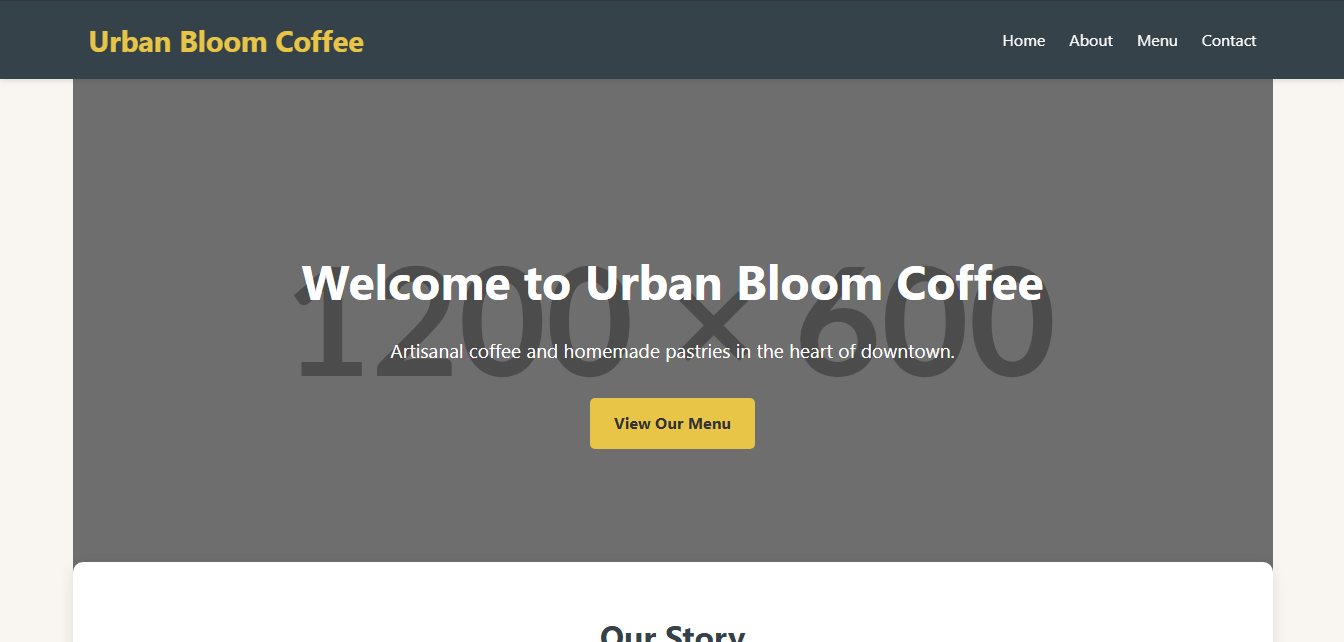 Urban Bloom Coffee
Home About Menu Contact
1200 × 600
Welcome to Urban Bloom Coffee
Artisanal coffee and homemade pastries in the heart of downtown.
View Our Menu
Our Story